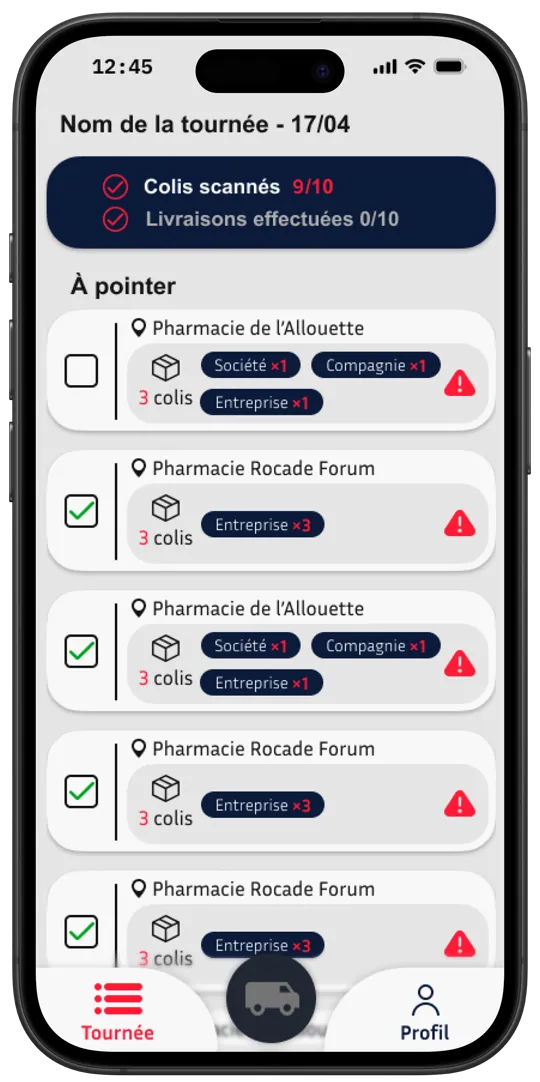 12:45
Nom de la tournée - 17/04
Colis scannés 9/10
Livraisons effectuées 0/10
À pointer
Pharmacie de l'Allouette
Société ×1 Compagnie ×1
3 colis
Entreprise ×1
Pharmacie Rocade Forum
Entreprise ×3
3 colis
Pharmacie de l'Allouette
Société ×1 Compagnie ×1
3 colis
Entreprise ×1
Pharmacie Rocade Forum
Entreprise ×3
3 colis
Pharmacie Rocade Forum
Entreprise ×3
3 colis
Tournée
Profil